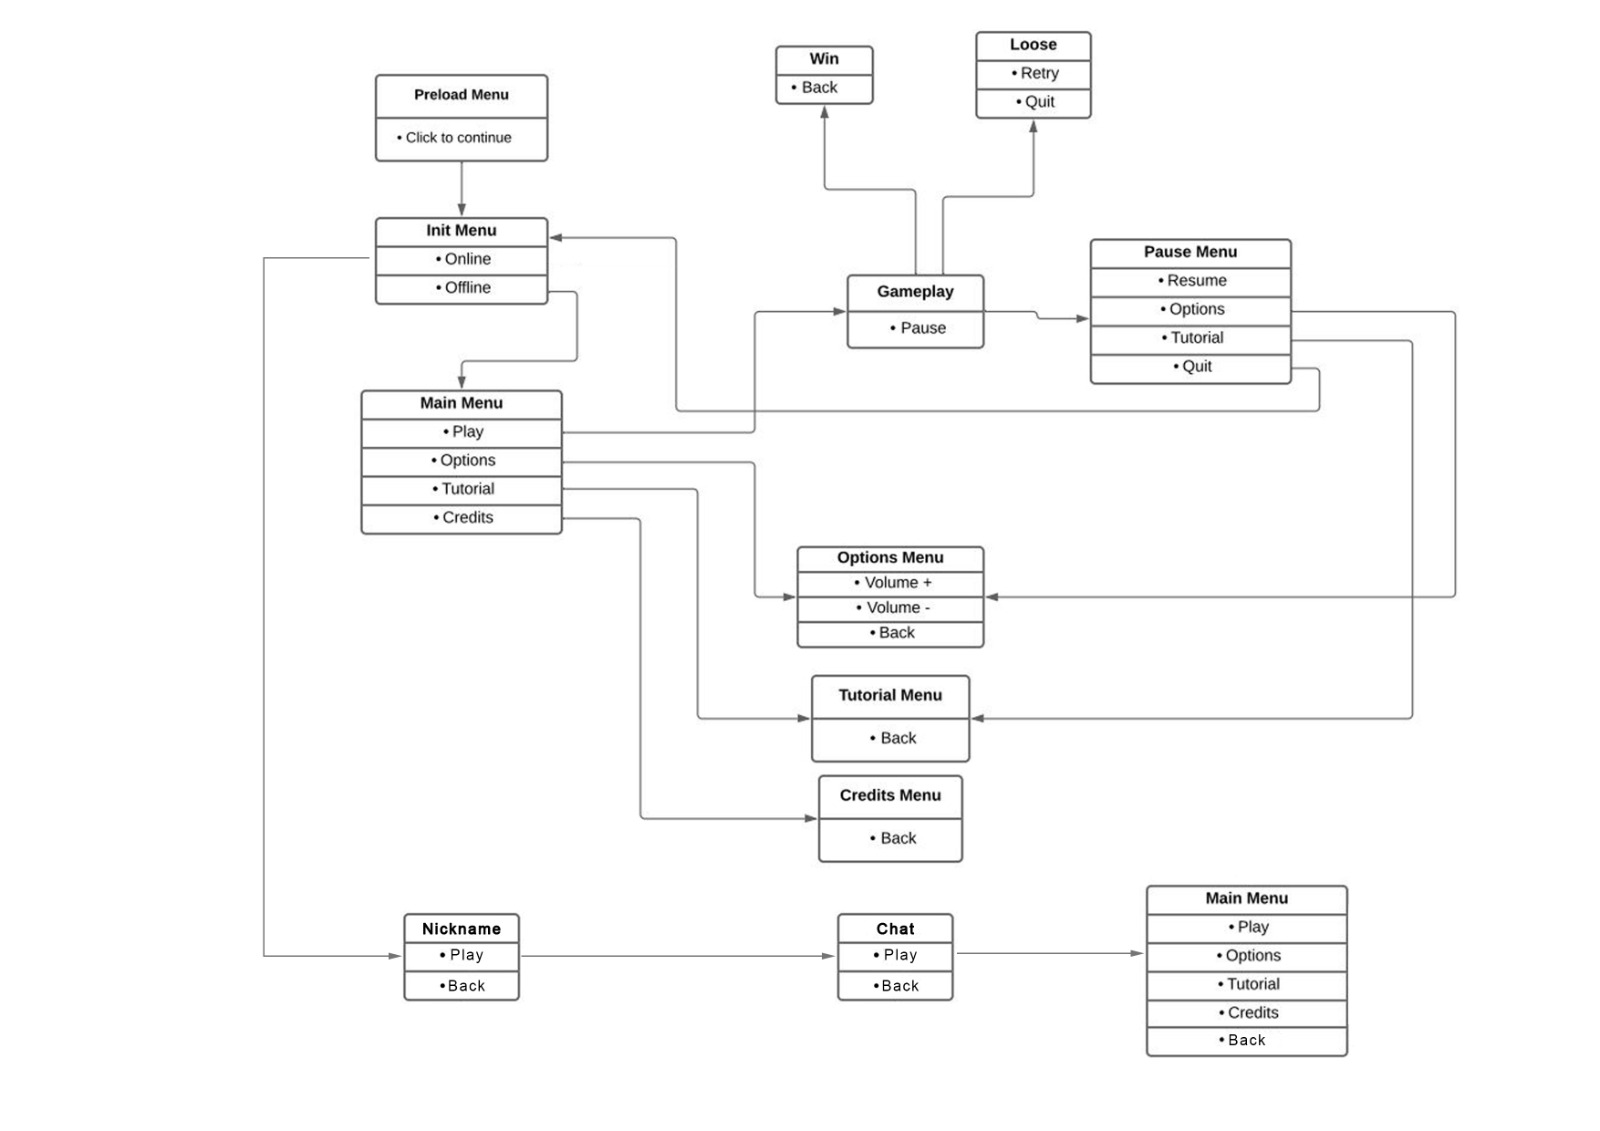 Preload Menu
• Click to continue
Win
• Back
Loose
• Retry
• Quit
Init Menu
• Online
• Offline
Gameplay
• Pause
Pause Menu
• Resume
• Options
• Tutorial
• Quit
Main Menu
• Play
• Options
• Tutorial
• Credits
Options Menu
• Volume +
• Volume -
• Back
Tutorial Menu
• Back
Credits Menu
• Back
Nickname
• Play
• Back
Chat
• Play
• Back
Main Menu
• Play
• Options
• Tutorial
• Credits
• Back